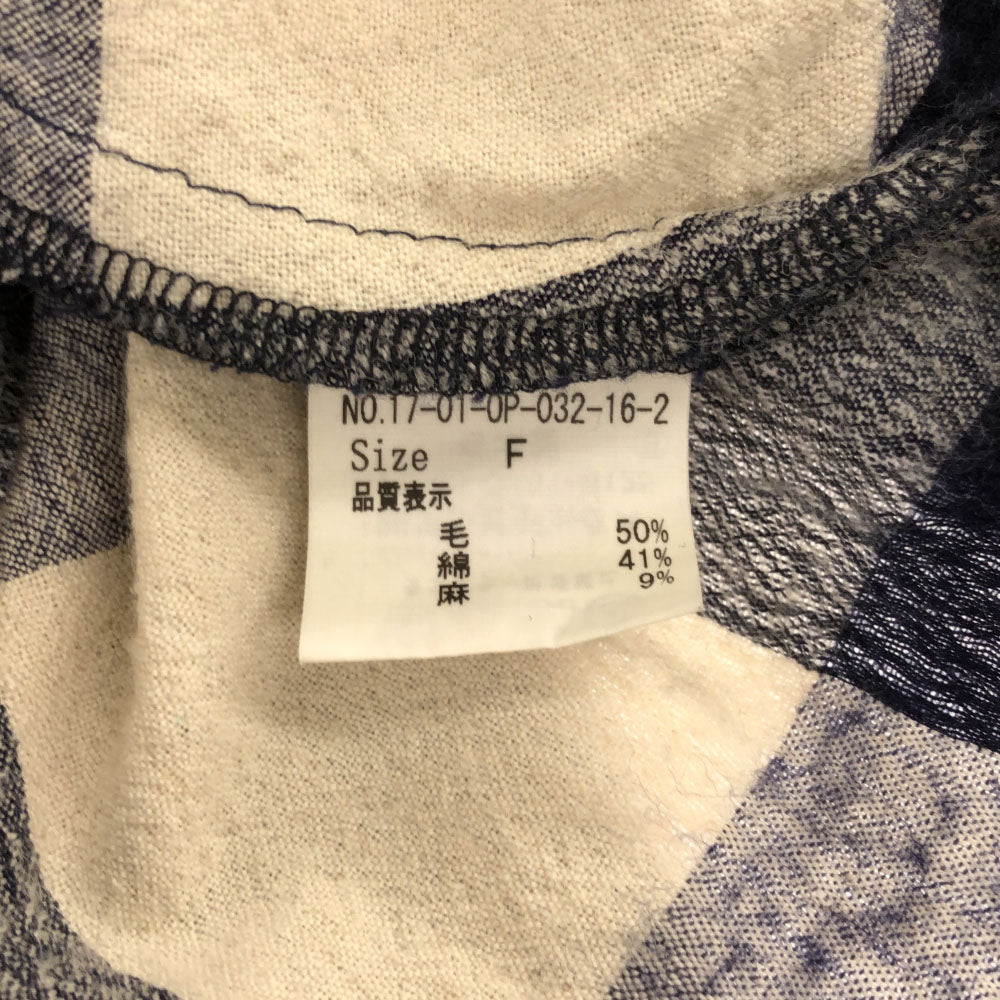 NO.17-01-OP-032-16-2
Size F
品質表示
毛 50%
綿 41%
麻 9%